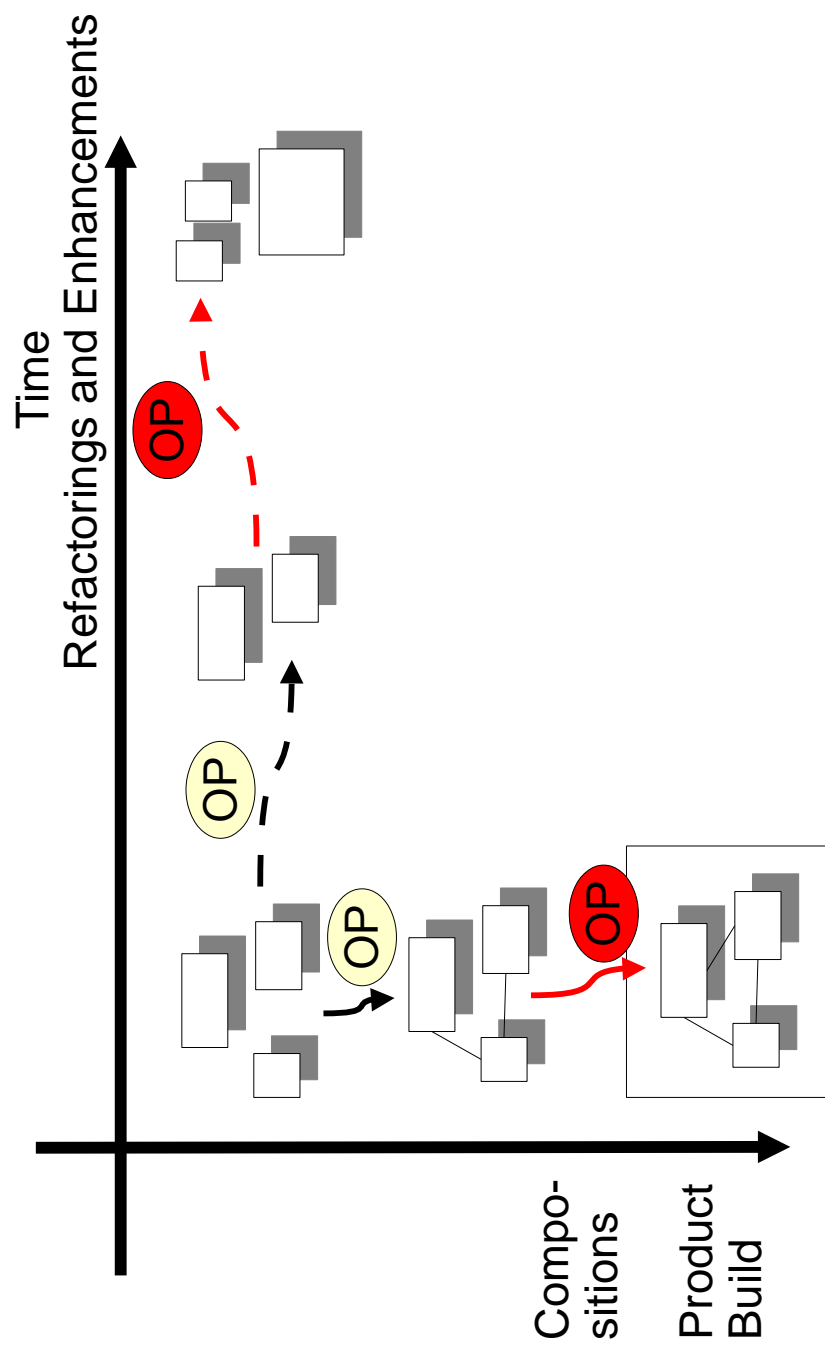 Time
Refactorings and Enhancements
OP
OP
OP
OP
Compo-
sitions
Product
Build